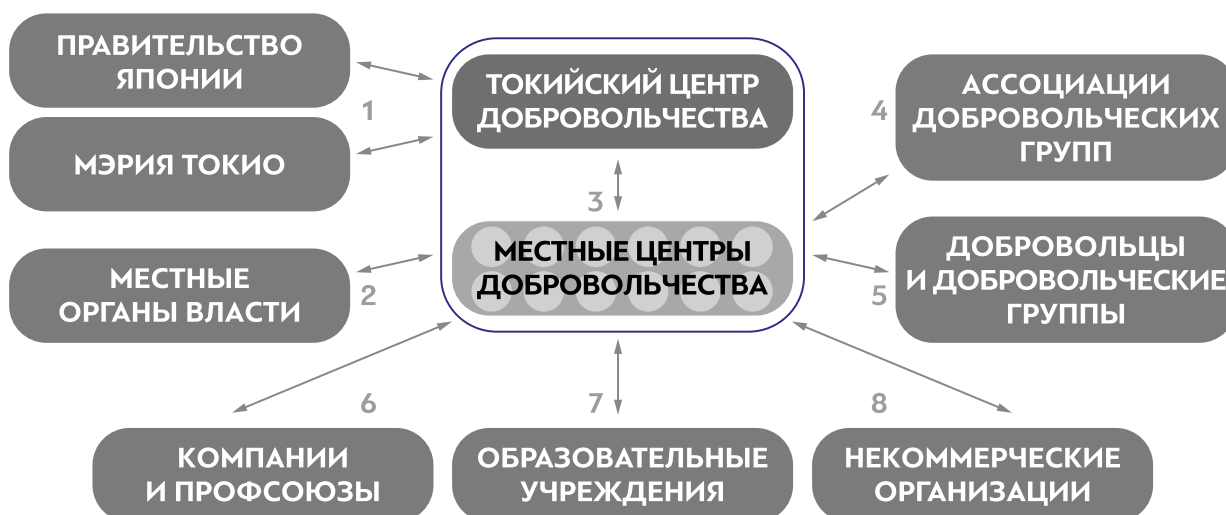 ПРАВИТЕЛЬСТВО
ЯПОНИИ
1
МЭРИЯ ТОКИО
МЕСТНЫЕ
ОРГАНЫ ВЛАСТИ
2
ТОКИЙСКИЙ ЦЕНТР
ДОБРОВОЛЬЧЕСТВА
3
МЕСТНЫЕ ЦЕНТРЫ
ДОБРОВОЛЬЧЕСТВА
4
АССОЦИАЦИИ
ДОБРОВОЛЬЧЕСКИХ
ГРУПП
5
ДОБРОВОЛЬЦЫ
И ДОБРОВОЛЬЧЕСКИЕ
ГРУППЫ
6
КОМПАНИИ
И ПРОФСОЮЗЫ
7
ОБРАЗОВАТЕЛЬНЫЕ
УЧРЕЖДЕНИЯ
8
НЕКОММЕРЧЕСКИЕ
ОРГАНИЗАЦИИ